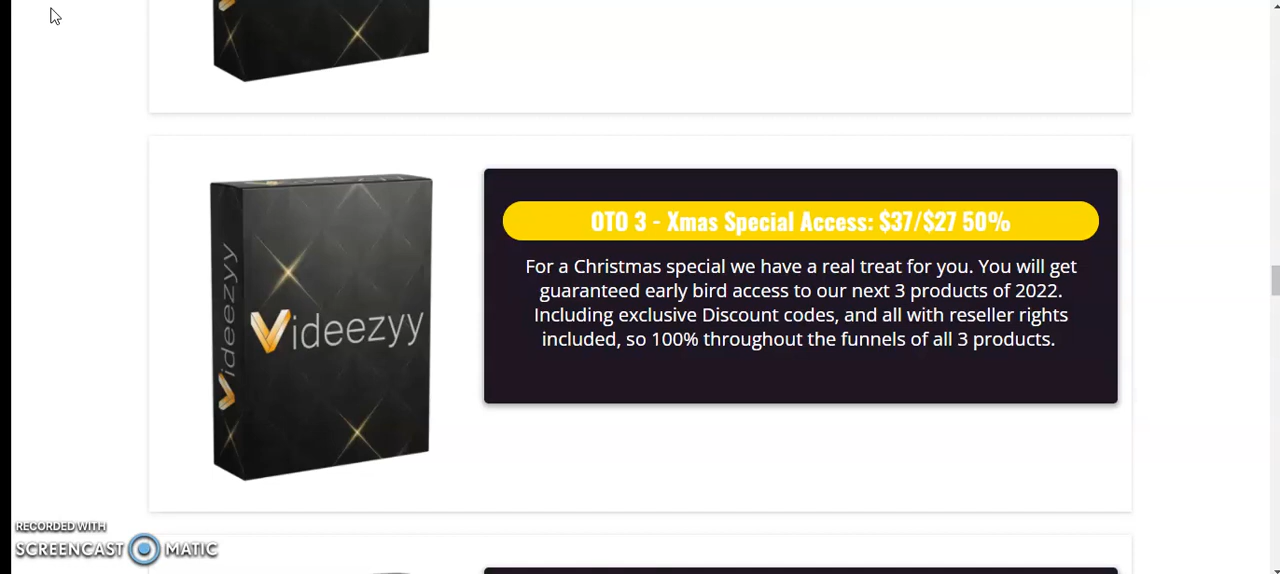 OTO 3 - Xmas Special Access: $37/$27 50%
For a Christmas special we have a real treat for you. You will get
guaranteed early bird access to our next 3 products of 2022.
Including exclusive Discount codes, and all with reseller rights
included, so 100% throughout the funnels of all 3 products.
Videezyy
Videezyy
RECORDED WITH
SCREENCAST MATIC